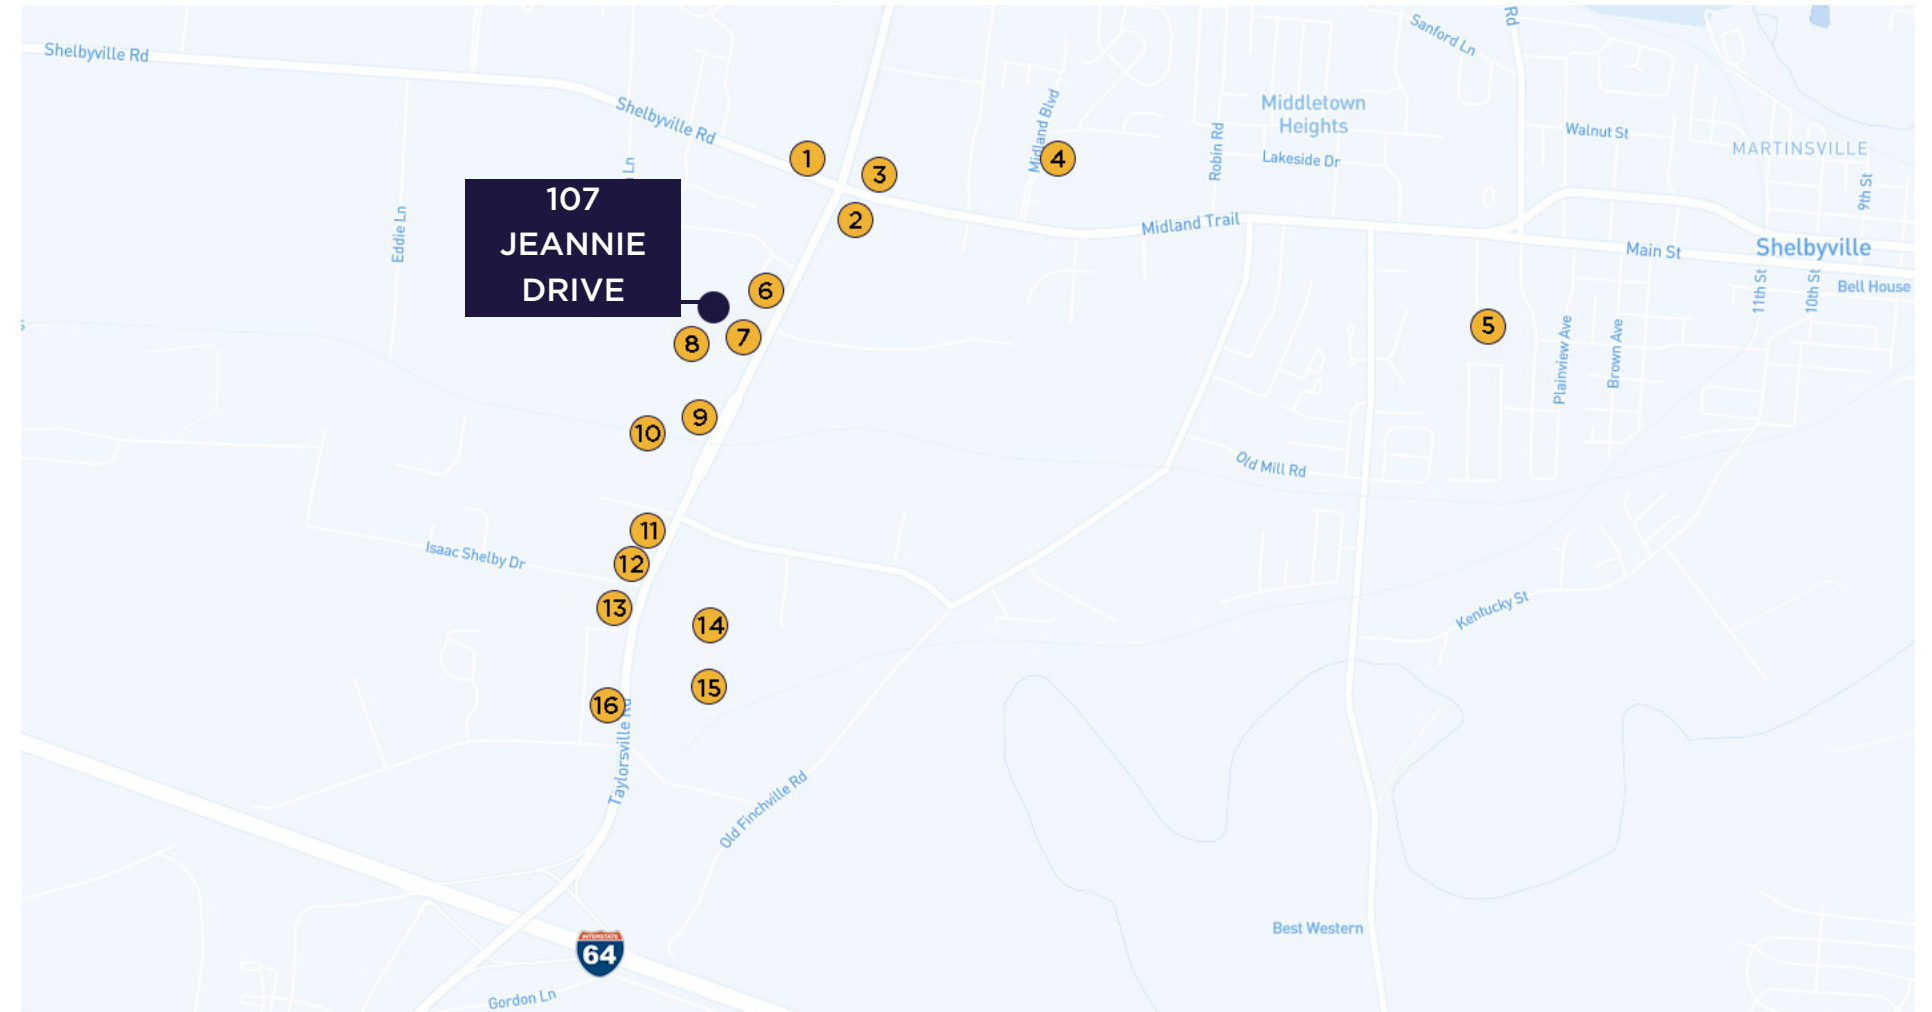 Shelbyville Rd
Shelbyville Rd
Ln
Eddie Ln
107
JEANNIE
DRIVE
1
2
3
Midland Blvd
4
Sanford Ln
Rd
Middletown
Heights
Robin Rd
Lakeside Dr
Walnut St
MARTINSVILLE
9th St
Midland Trail
Main St
Shelbyville
11th St
10th St
Bell House
5
Plainview Ave
Brown Ave
6
7
8
9
10
Old Mill Rd
11
12
Isaac Shelby Dr
13
14
Kentucky St
15
16
Taylorsville Rd
Old Finchville Rd
Best Western
INTERSTATE
64
Gordon Ln